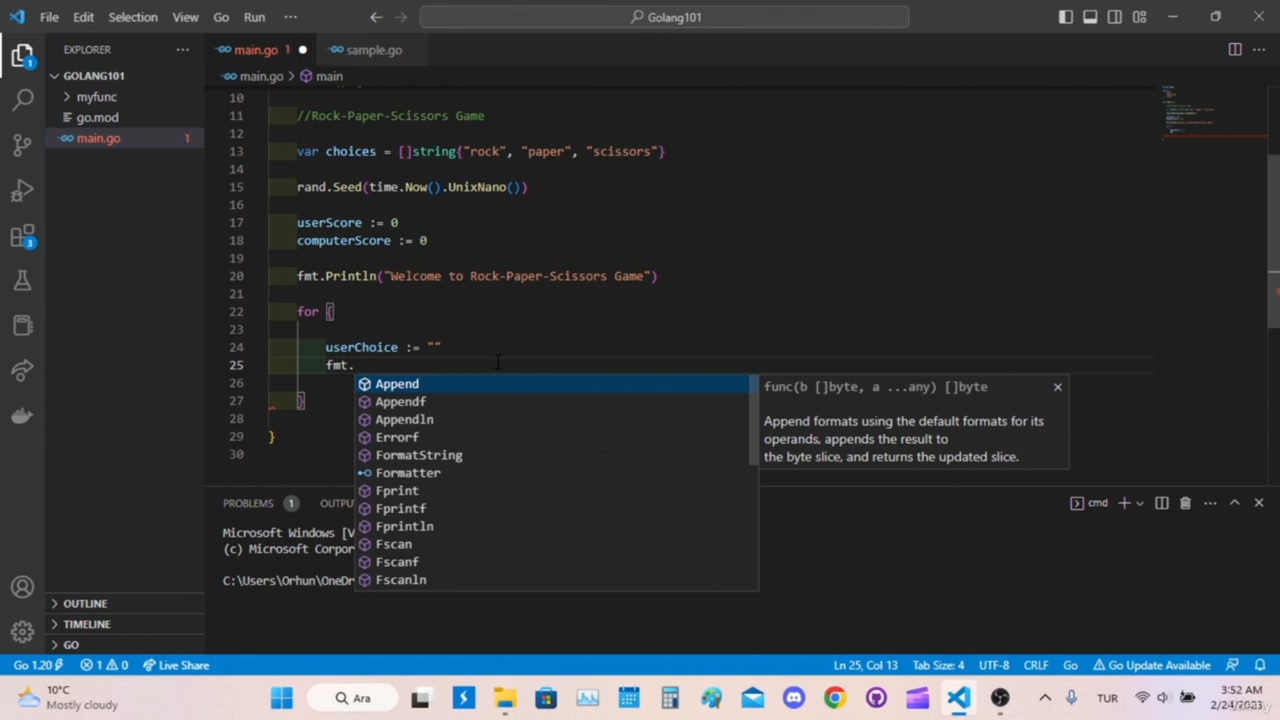 File Edit Selection View Go Run ··· Golang101
EXPLORER ···
main.go 1
sample.go
GOLANG101
myfunc
go.mod
main.go 1
main.go > main
10
11 //Rock-Paper-Scissors Game
12
13 var choices = []string{"rock", "paper", "scissors"}
14
15 rand.Seed(time.Now().UnixNano())
16
17 userScore := 0
18 computerScore := 0
19
20 fmt.Println("Welcome to Rock-Paper-Scissors Game")
21
22 for {
23
24 userChoice := ""
25 fmt.
26
27 }
28
29 }
30
Append
Appendf
Appendln
Errorf
FormatString
Formatter
Fprint
Fprintf
Fprintln
Fscan
Fscanf
Fscanln
func(b []byte, a ...any) []byte
Append formats using the default formats for its
operands, appends the result to
the byte slice, and returns the updated slice.
PROBLEMS 1 OUTPU
cmd
Microsoft Windows [V
(c) Microsoft Corpor
C:\Users\Orhun\OneDr
1
3
OUTLINE
TIMELINE
GO
Go 1.20 1 0 Live Share Ln 25, Col 13 Tab Size: 4 UTF-8 CRLF Go Go Update Available
10°C
Mostly cloudy
Ara
TUR
3:52 AM
2/24/2023